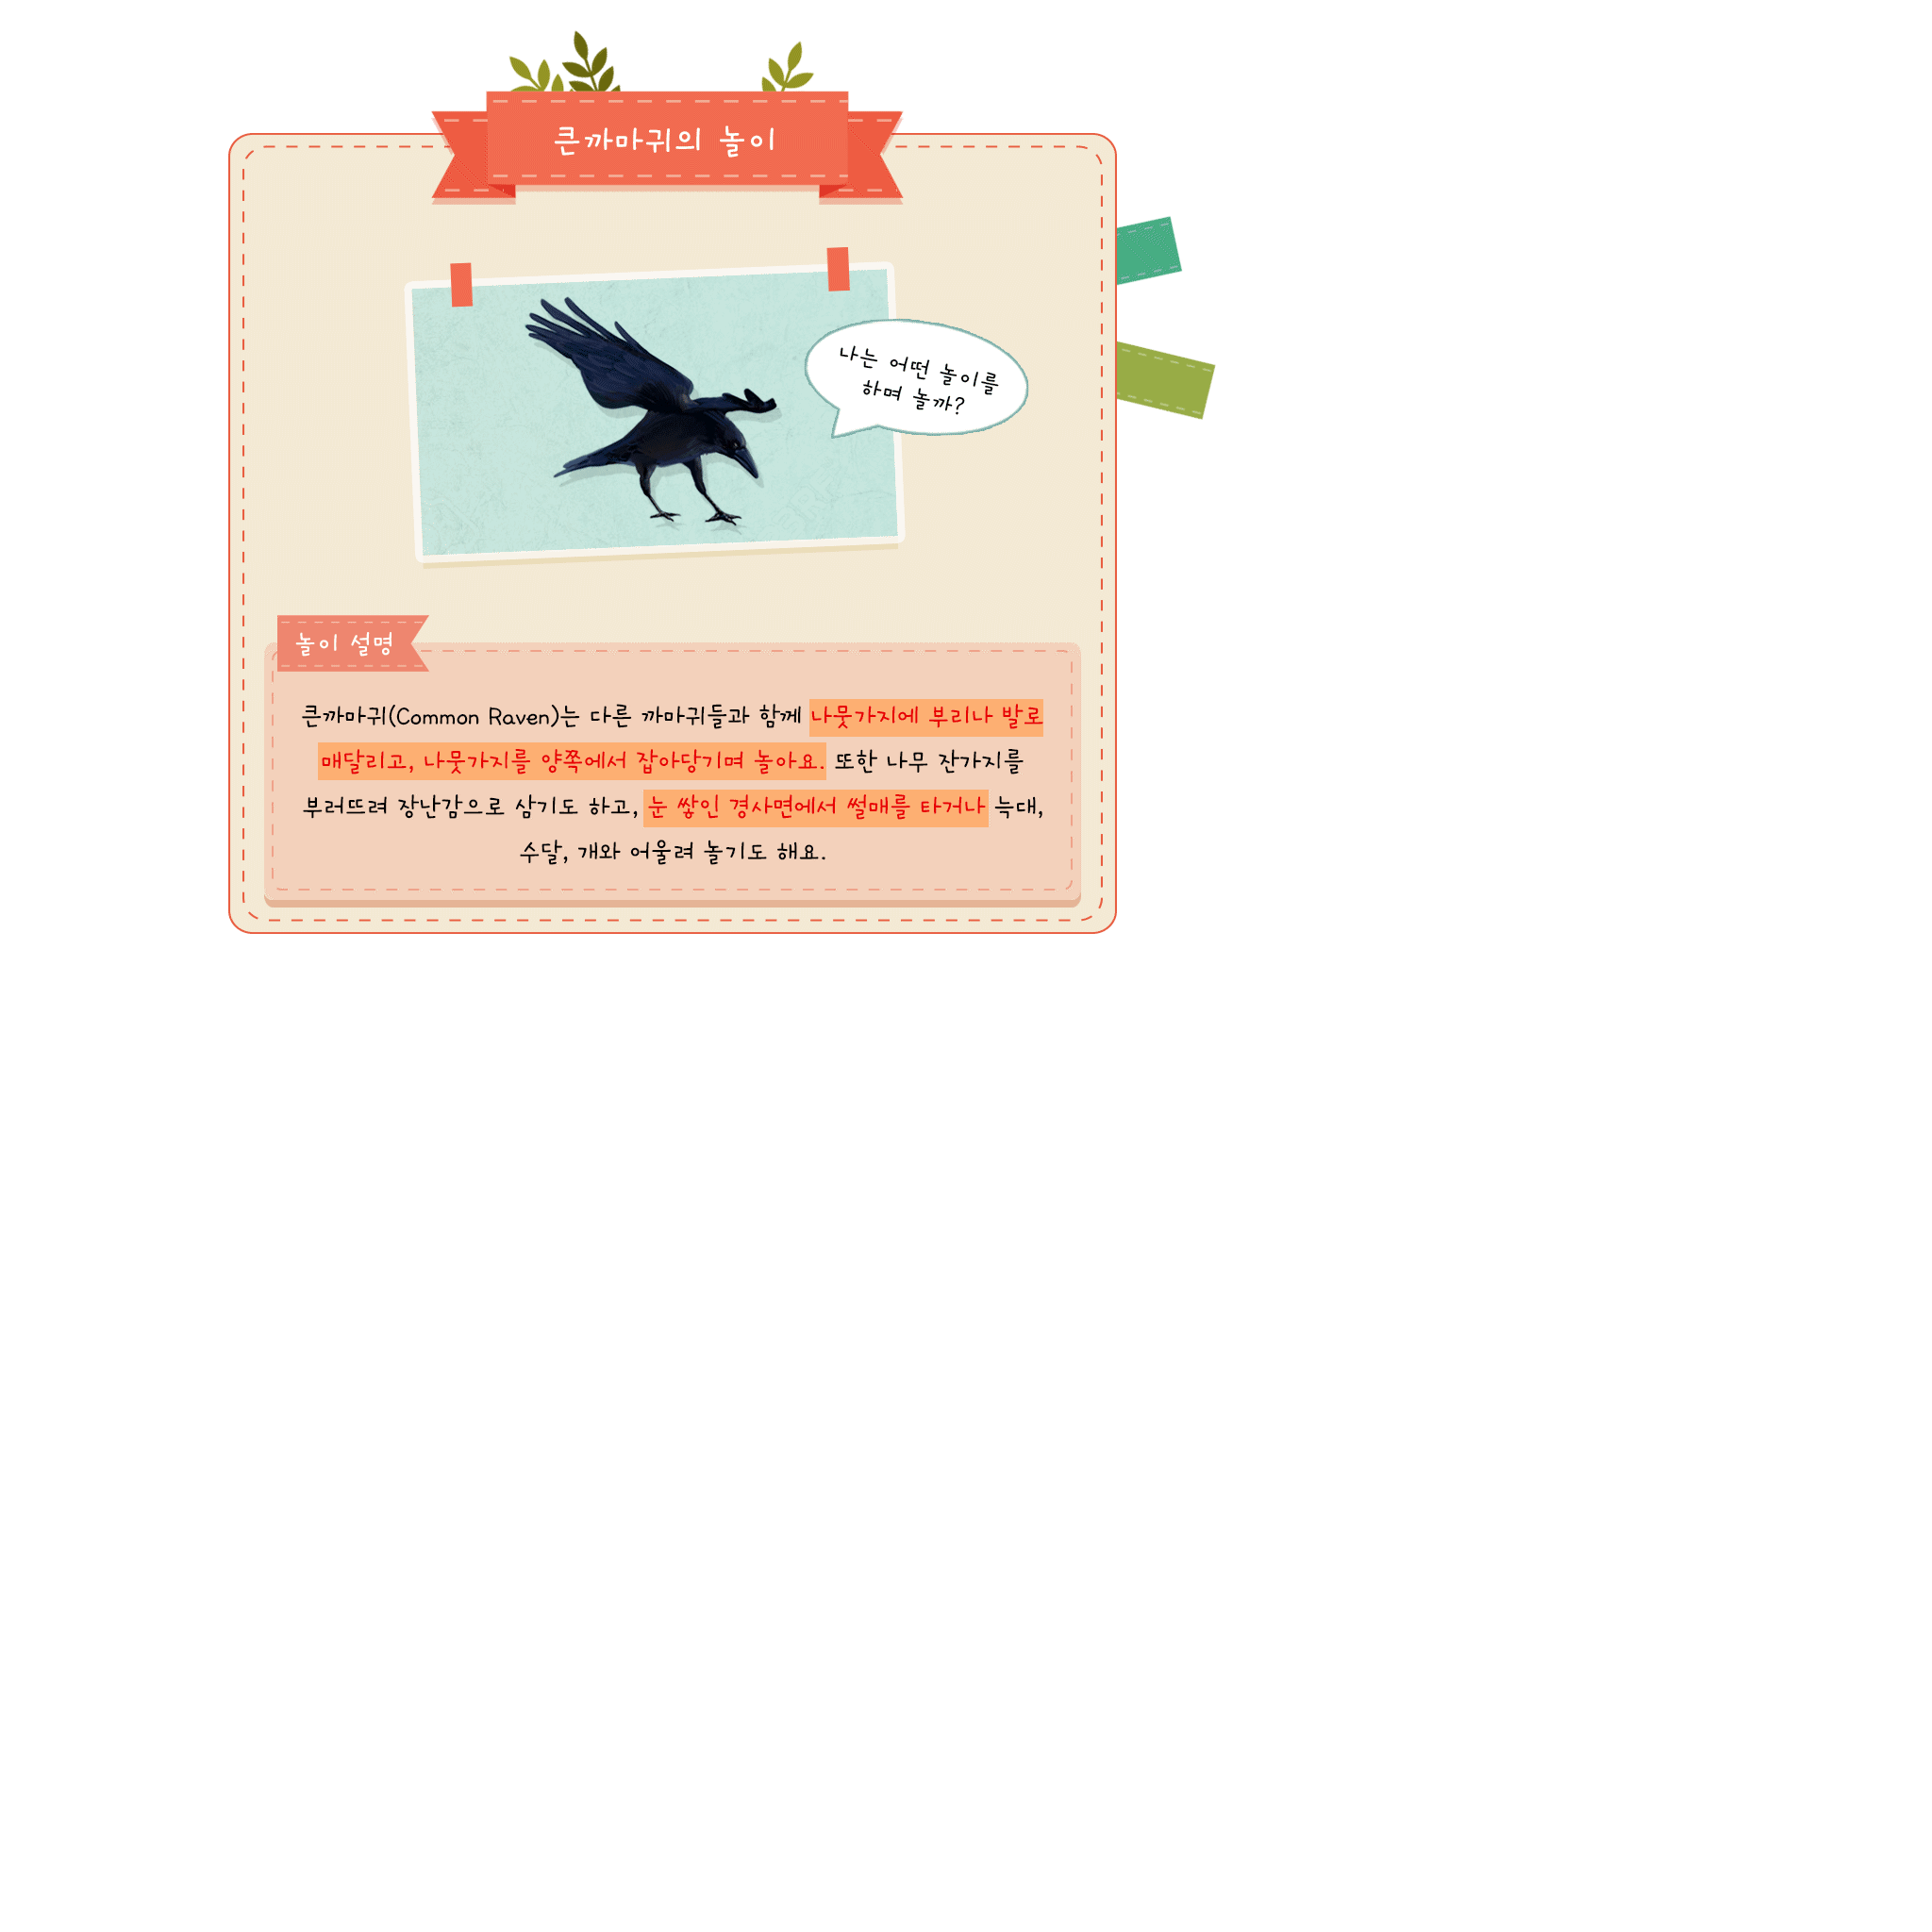 큰까마귀의 놀이
나는 어떤 놀이를
하며 놀까?
놀이 설명
큰까마귀(Common Raven)는 다른 까마귀들과 함께 나뭇가지에 부리나 발로
매달리고, 나뭇가지를 양쪽에서 잡아당기며 놀아요. 또한 나무 잔가지를
부러뜨려 장난감으로 삼기도 하고, 눈 쌓인 경사면에서 썰매를 타거나 늑대,
수달, 개와 어울려 놀기도 해요.